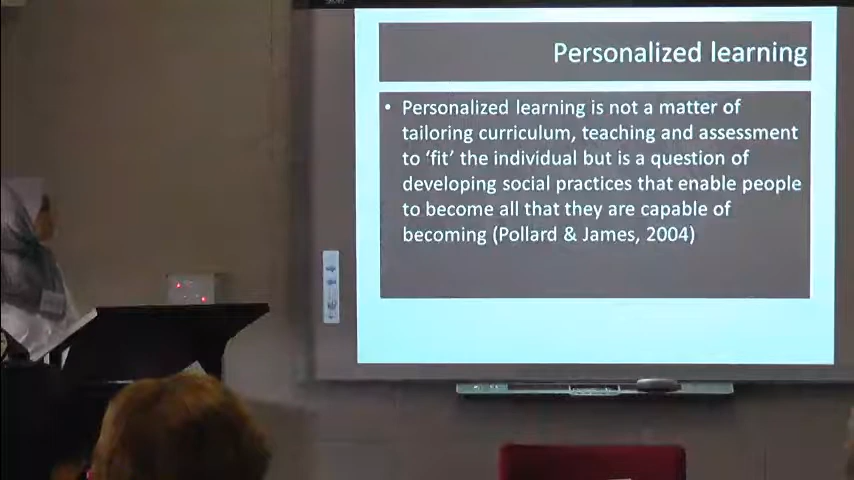 Personalized learning
• Personalized learning is not a matter of
tailoring curriculum, teaching and assessment
to ‘fit’ the individual but is a question of
developing social practices that enable people
to become all that they are capable of
becoming (Pollard & James, 2004)